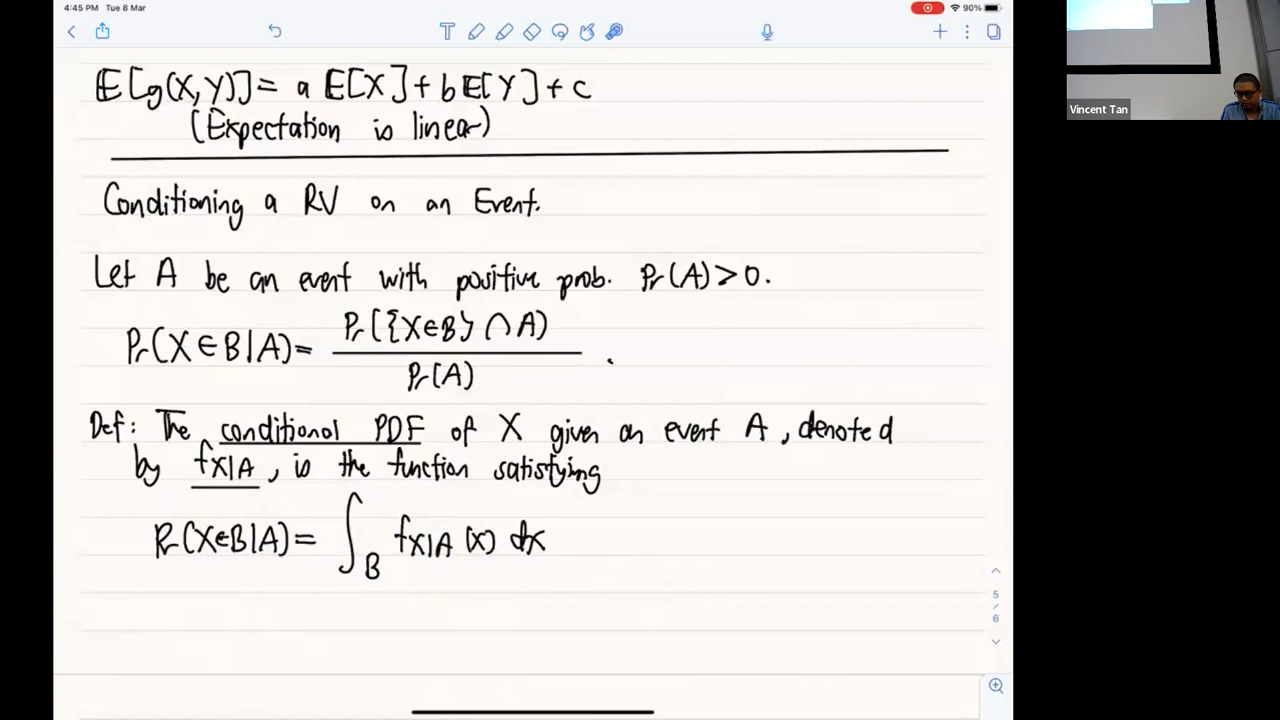 4:45 PM Tue 8 Mar
90%
E[g(X,Y)] = a E[X] + b E[Y] + c
(Expectation is linear)
Conditioning a RV on an Event.
Let A be an event with positive prob. Pr(A) > 0.
Pr(X ∈ B | A) = Pr({X ∈ B} ∩ A) / Pr(A) .
Def: The conditional PDF of X given an event A, denoted
by fX|A, is the function satisfying
Pr(X∈B|A) = ∫_B fX|A (x) dx
5
/
6
Vincent Tan